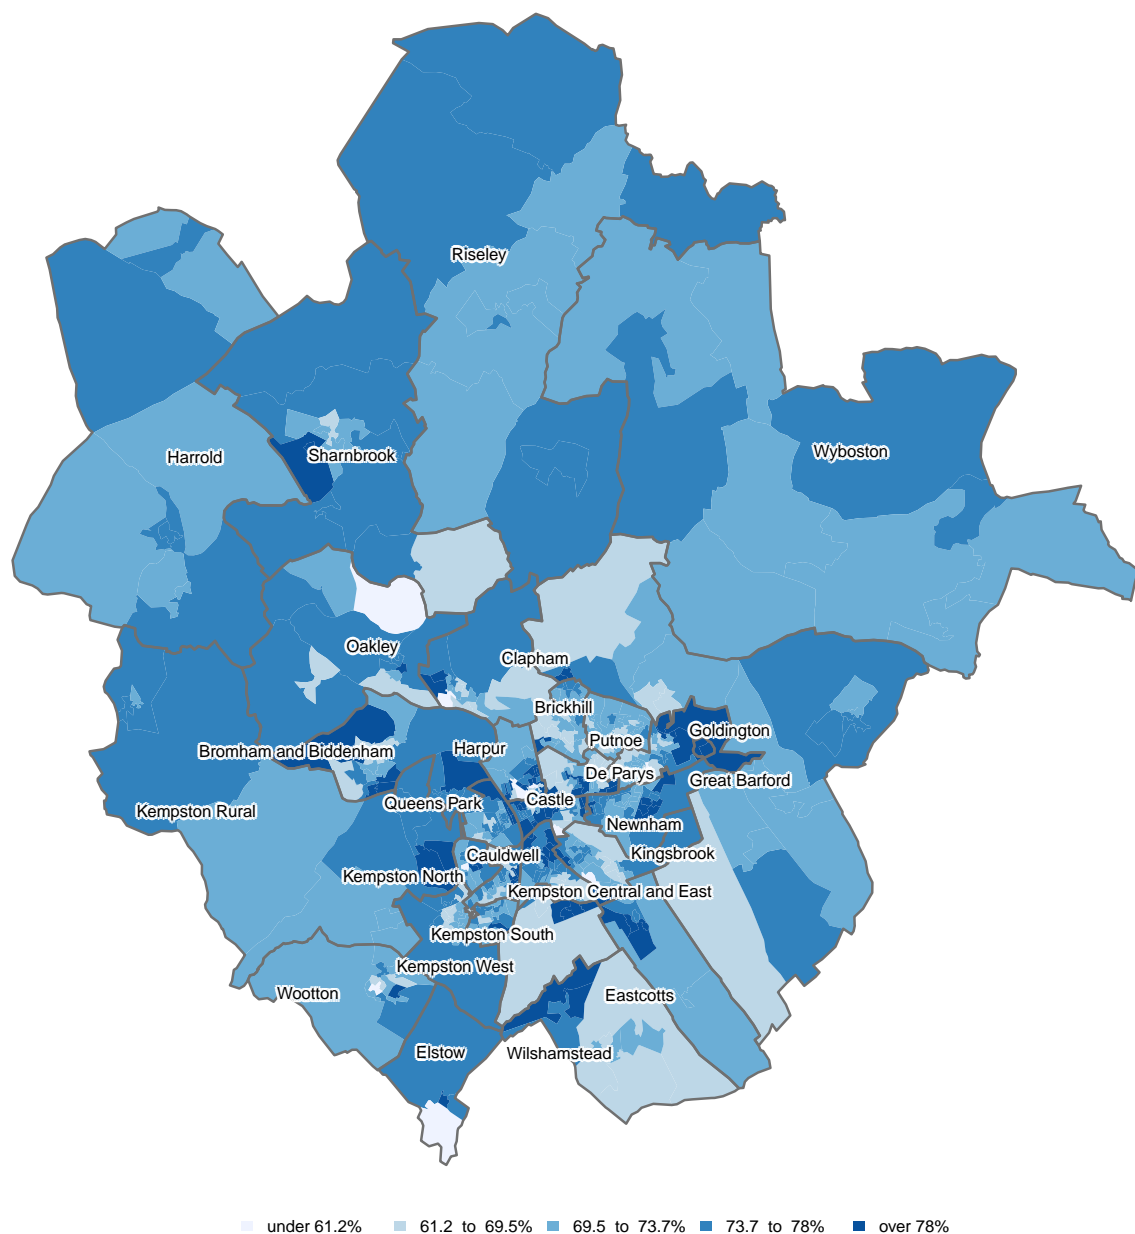 Riseley
Wyboston
Harrold
Sharnbrook
Oakley
Clapham
Brickhill
Goldington
Putnoe
Bromham and Biddenham
Harpur
De Parys
Great Barford
Kempston Rural
Queens Park
Castle
Newnham
Cauldwell
Kingsbrook
Kempston North
Kempston Central and East
Kempston South
Kempston West
Wootton
Eastcotts
Elstow
Wilshamstead
under 61.2% 61.2 to 69.5% 69.5 to 73.7% 73.7 to 78% over 78%